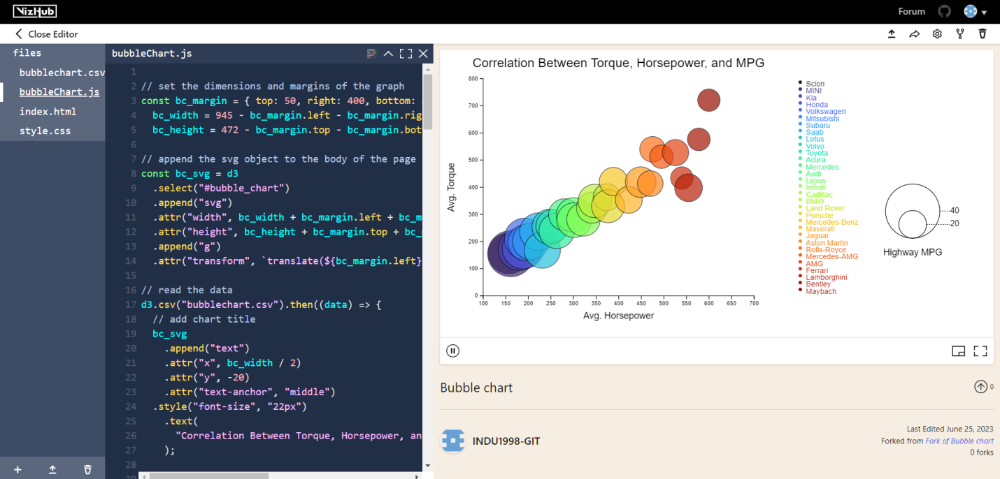 VizHub
Forum
Close Editor
files
bubblechart.csv
bubbleChart.js
index.html
style.css
bubbleChart.js
1
2 // set the dimensions and margins of the graph
3 const bc_margin = { top: 50, right: 400, bottom:
4 bc_width = 945 - bc_margin.left - bc_margin.rig
5 bc_height = 472 - bc_margin.top - bc_margin.bot
6
7 // append the svg object to the body of the page
8 const bc_svg = d3
9 .select("#bubble_chart")
10 .append("svg")
11 .attr("width", bc_width + bc_margin.left + bc_m
12 .attr("height", bc_height + bc_margin.top + bc_
13 .append("g")
14 .attr("transform", `translate(${bc_margin.left}
15
16 // read the data
17 d3.csv("bubblechart.csv").then((data) => {
18 // add chart title
19 bc_svg
20 .append("text")
21 .attr("x", bc_width / 2)
22 .attr("y", -20)
23 .attr("text-anchor", "middle")
24 .style("font-size", "22px")
25 .text(
26 "Correlation Between Torque, Horsepower, an
27 );
28
29
Correlation Between Torque, Horsepower, and MPG
800
700
600
500
400
300
200
100
0
Avg. Torque
100 150 200 250 300 350 400 450 500 550 600 650 700
Avg. Horsepower
Scion
MINI
Kia
Honda
Volkswagen
Mitsubishi
Subaru
Saab
Lotus
Volvo
Toyota
Acura
Mercedes
Audi
Lexus
Infiniti
Cadillac
BMW
Land Rover
Porsche
Mercedes-Benz
Maserati
Jaguar
Aston Martin
Rolls-Royce
Mercedes-AMG
AMG
Ferrari
Lamborghini
Bentley
Maybach
40
20
Highway MPG
Bubble chart
0
INDU1998-GIT
Last Edited June 25, 2023
Forked from Fork of Bubble chart
0 forks